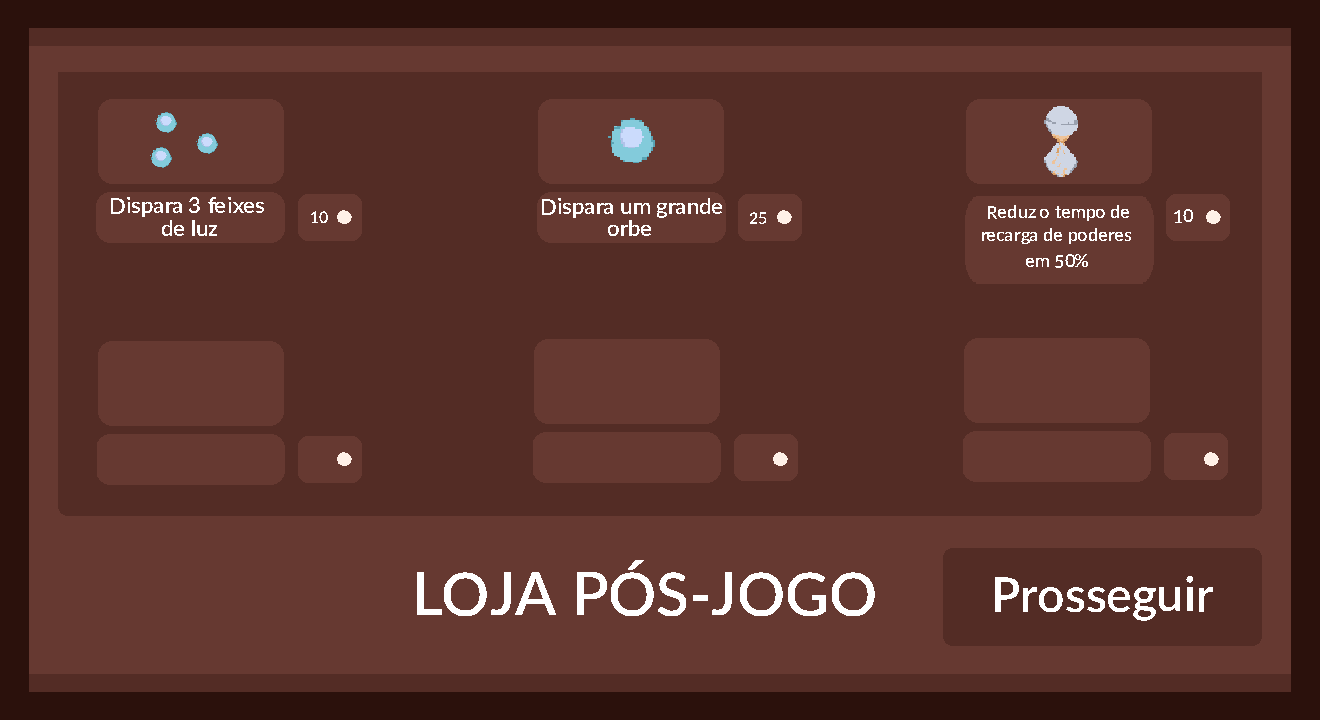 Dispara 3 feixes
de luz
10
Dispara um grande
orbe
25
Reduz o tempo de
recarga de poderes
em 50%
10
LOJA PÓS-JOGO
Prosseguir